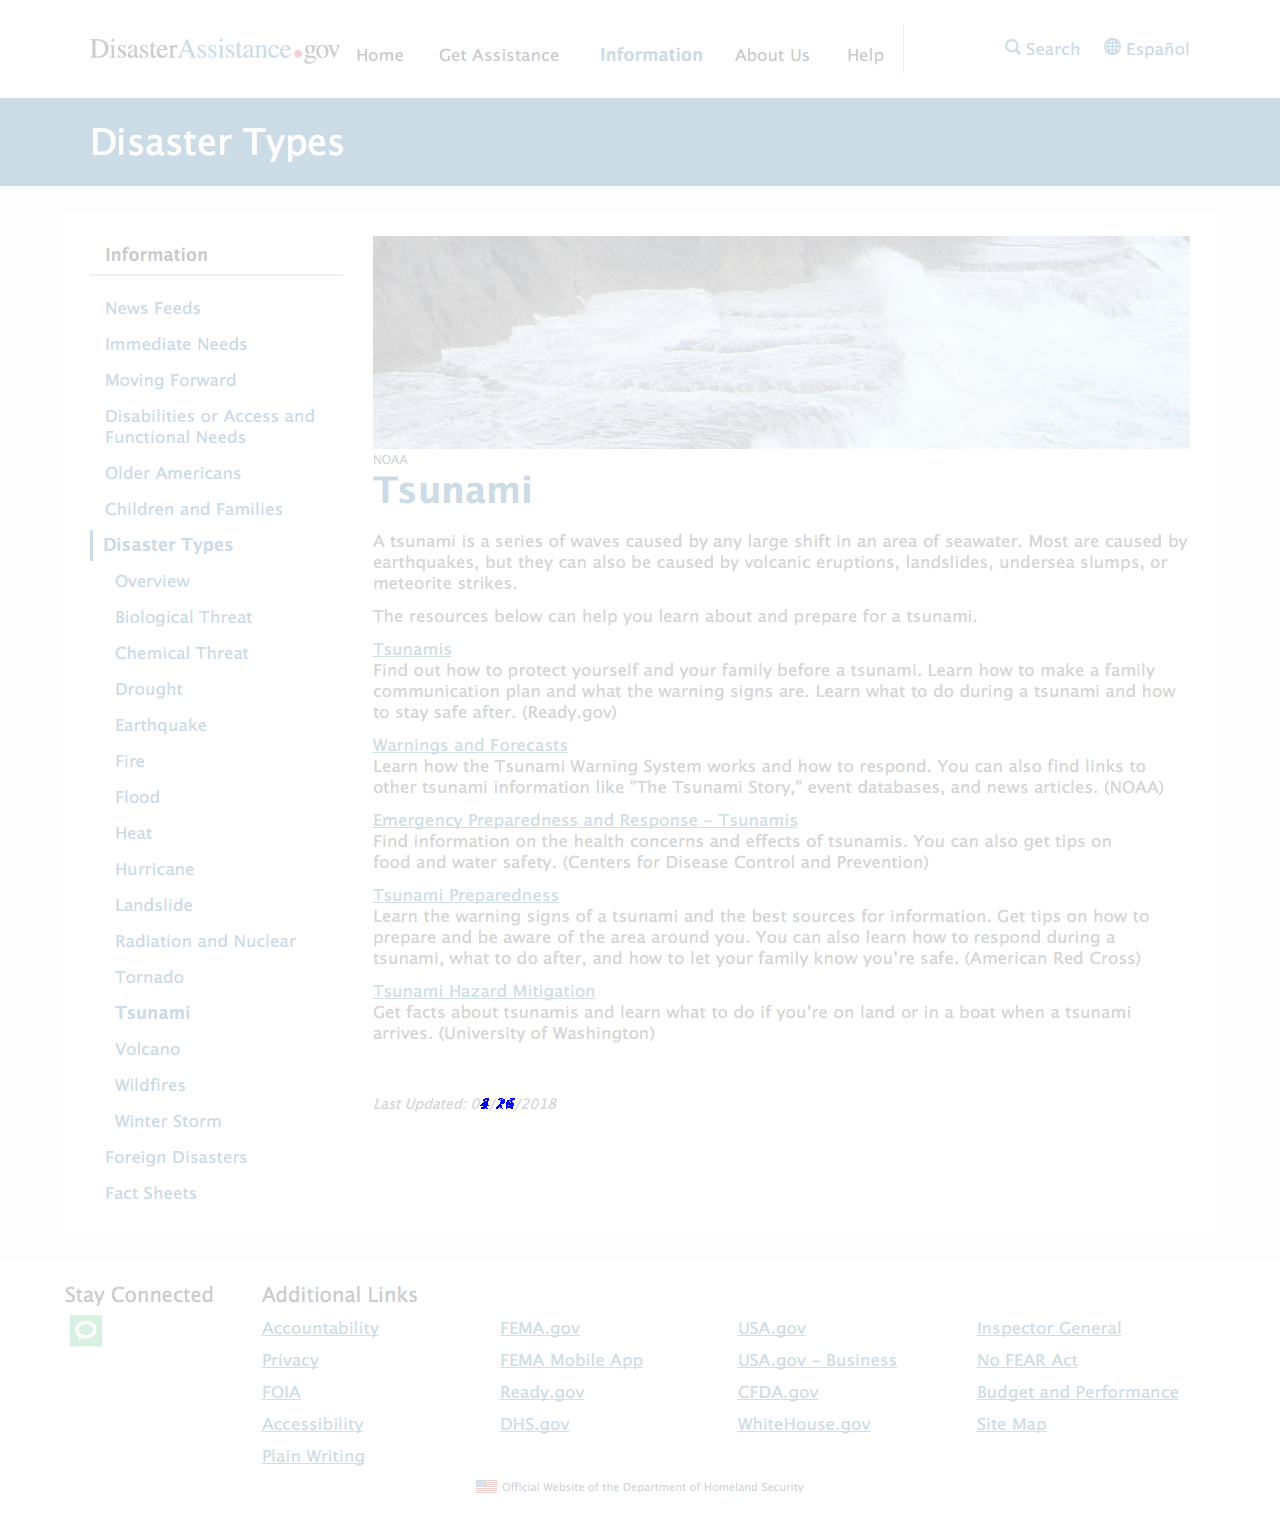 DisasterAssistance.gov
Home Get Assistance Information About Us Help
Search Español
Disaster Types
Information
News Feeds
Immediate Needs
Moving Forward
Disabilities or Access and
Functional Needs
Older Americans
Children and Families
Disaster Types
Overview
Biological Threat
Chemical Threat
Drought
Earthquake
Fire
Flood
Heat
Hurricane
Landslide
Radiation and Nuclear
Tornado
Tsunami
Volcano
Wildfires
Winter Storm
Foreign Disasters
Fact Sheets
NOAA
Tsunami
A tsunami is a series of waves caused by any large shift in an area of seawater. Most are caused by
earthquakes, but they can also be caused by volcanic eruptions, landslides, undersea slumps, or
meteorite strikes.
The resources below can help you learn about and prepare for a tsunami.
Tsunamis
Find out how to protect yourself and your family before a tsunami. Learn how to make a family
communication plan and what the warning signs are. Learn what to do during a tsunami and how
to stay safe after. (Ready.gov)
Warnings and Forecasts
Learn how the Tsunami Warning System works and how to respond. You can also find links to
other tsunami information like "The Tsunami Story," event databases, and news articles. (NOAA)
Emergency Preparedness and Response – Tsunamis
Find information on the health concerns and effects of tsunamis. You can also get tips on
food and water safety. (Centers for Disease Control and Prevention)
Tsunami Preparedness
Learn the warning signs of a tsunami and the best sources for information. Get tips on how to
prepare and be aware of the area around you. You can also learn how to respond during a
tsunami, what to do after, and how to let your family know you're safe. (American Red Cross)
Tsunami Hazard Mitigation
Get facts about tsunamis and learn what to do if you're on land or in a boat when a tsunami
arrives. (University of Washington)
Last Updated:
Stay Connected
Additional Links
Accountability FEMA.gov USA.gov Inspector General
Privacy FEMA Mobile App USA.gov – Business No FEAR Act
FOIA Ready.gov CFDA.gov Budget and Performance
Accessibility DHS.gov WhiteHouse.gov Site Map
Plain Writing
Official Website of the Department of Homeland Security